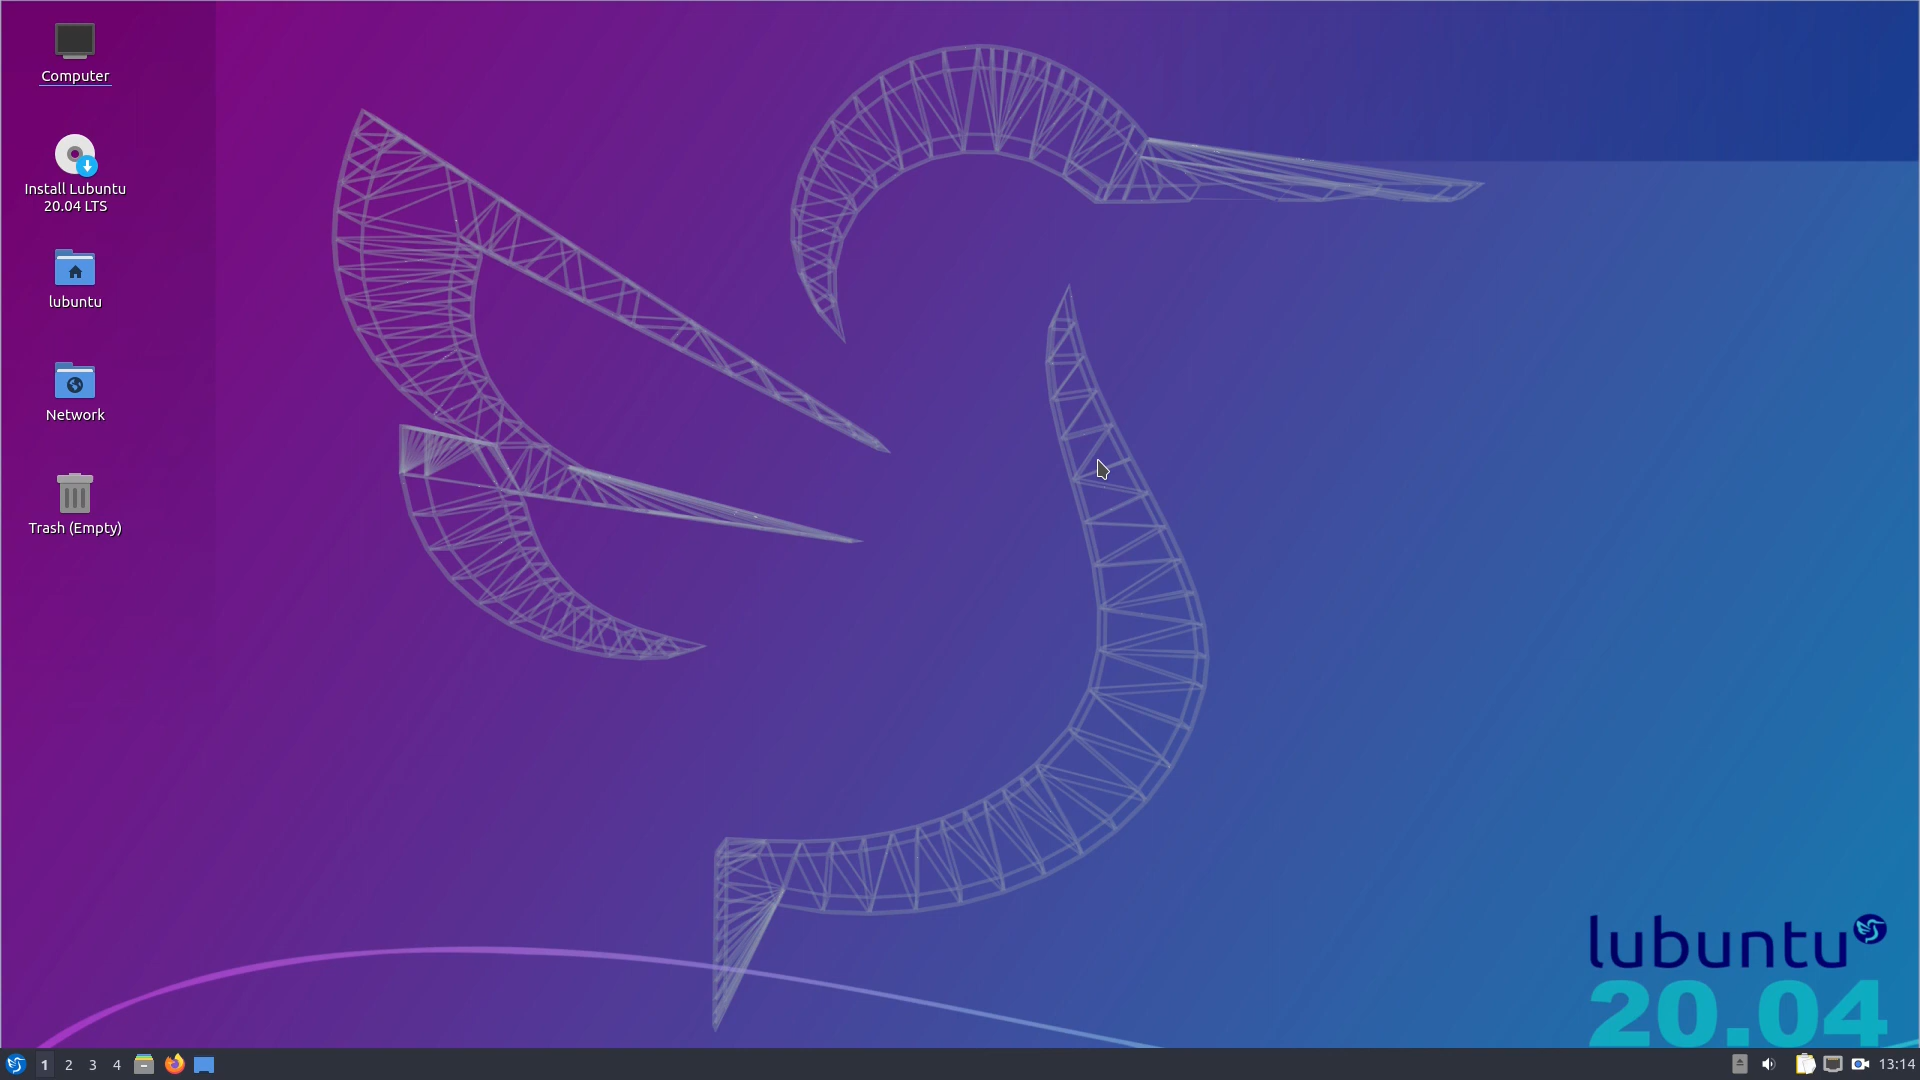 Computer
Install Lubuntu
20.04 LTS
lubuntu
Network
Trash (Empty)
lubuntu
20.04
1 2 3 4
13:14